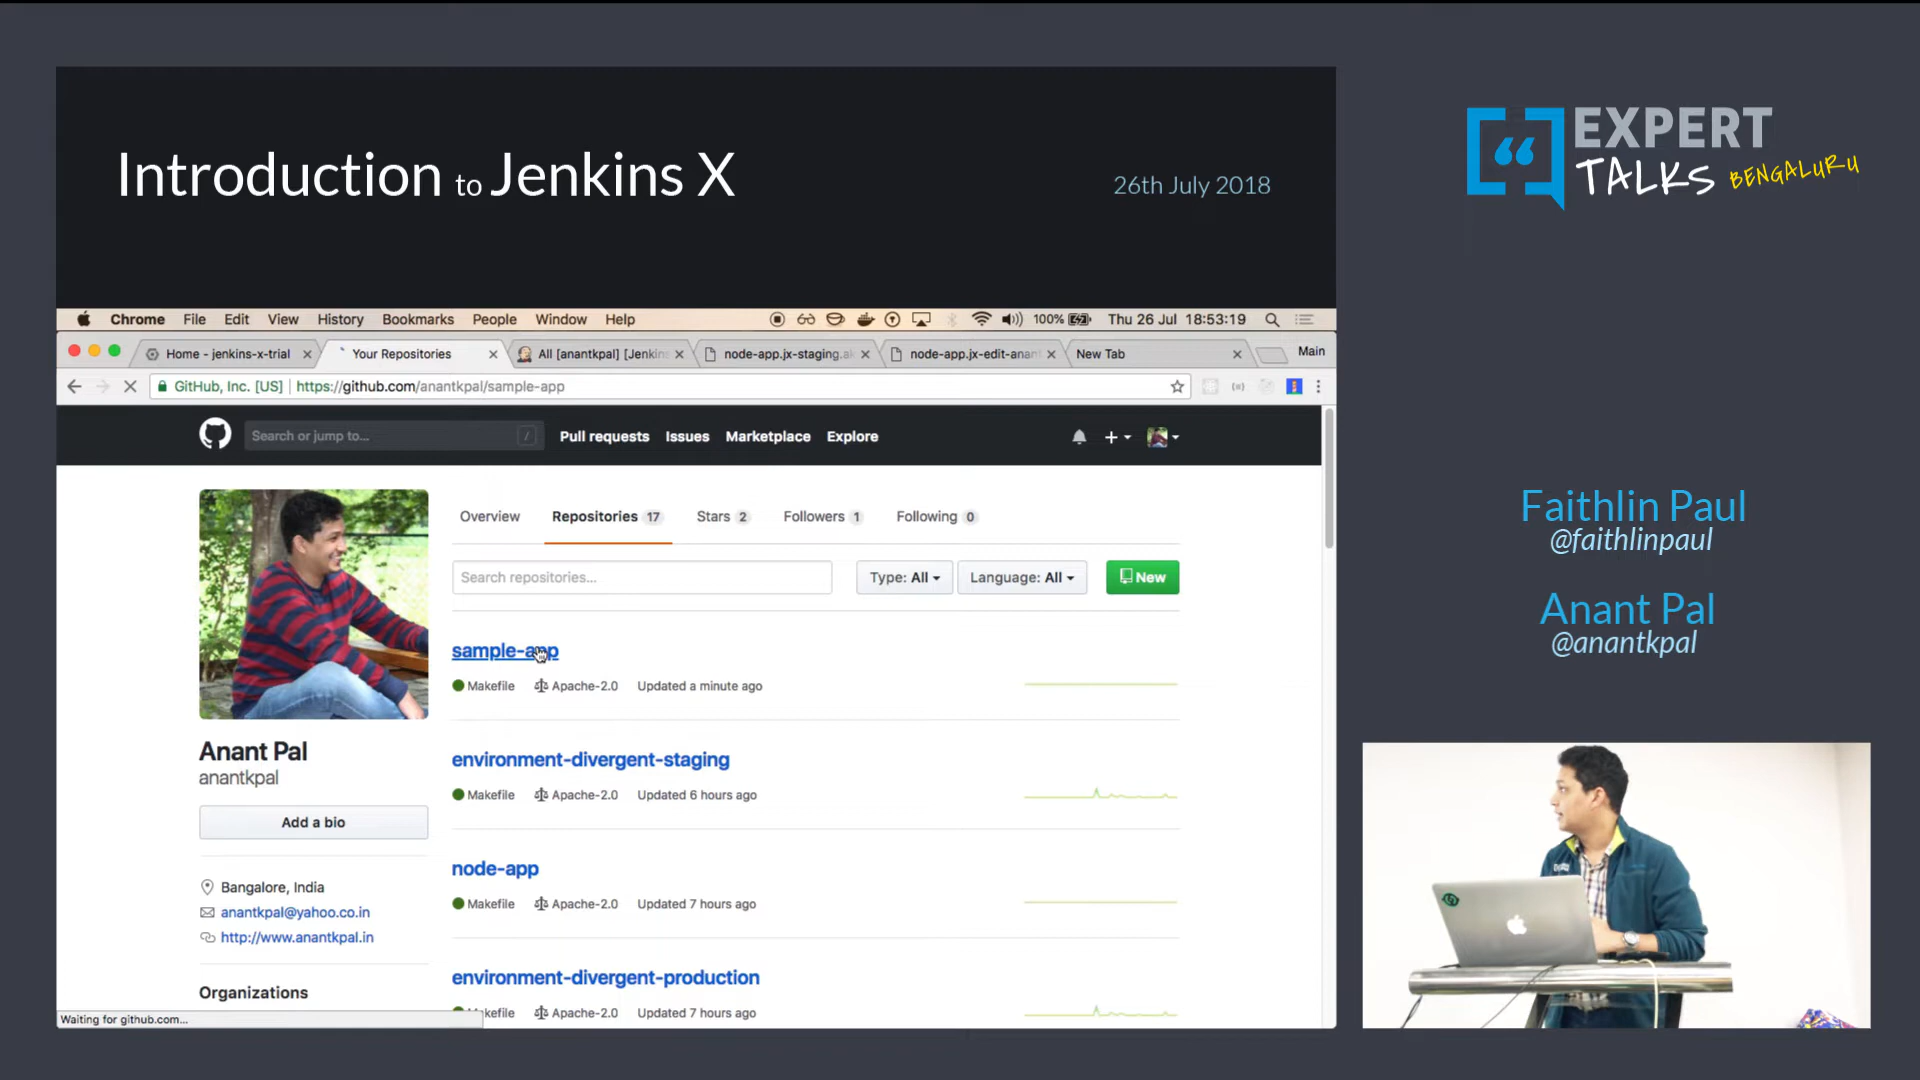 Introduction to Jenkins X
26th July 2018
EXPERT
TALKS BENGALURU
Chrome File Edit View History Bookmarks People Window Help
100% Thu 26 Jul 18:53:19
Home - jenkins-x-trial
Your Repositories
All [anantkpal] [Jenkins
node-app.jx-staging.a
node-app.jx-edit-anan
New Tab
Main
GitHub, Inc. [US] | https://github.com/anantkpal/sample-app
Search or jump to... /
Pull requests Issues Marketplace Explore
Overview Repositories 17 Stars 2 Followers 1 Following 0
Search repositories...
Type: All Language: All New
sample-app
Makefile Apache-2.0 Updated a minute ago
environment-divergent-staging
Makefile Apache-2.0 Updated 6 hours ago
node-app
Makefile Apache-2.0 Updated 7 hours ago
environment-divergent-production
Makefile Apache-2.0 Updated 7 hours ago
Anant Pal
anantkpal
Add a bio
Bangalore, India
anantkpal@yahoo.co.in
http://www.anantkpal.in
Organizations
Waiting for github.com...
Faithlin Paul
@faithlinpaul
Anant Pal
@anantkpal